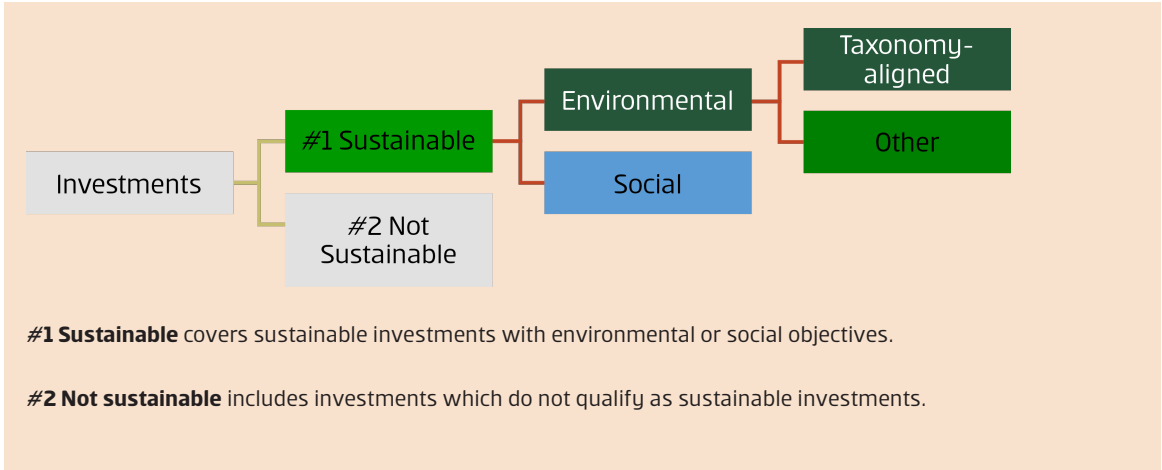 Investments
#1 Sustainable
#2 Not
Sustainable
Environmental
Social
Taxonomy-
aligned
Other
#1 Sustainable covers sustainable investments with environmental or social objectives.
#2 Not sustainable includes investments which do not qualify as sustainable investments.